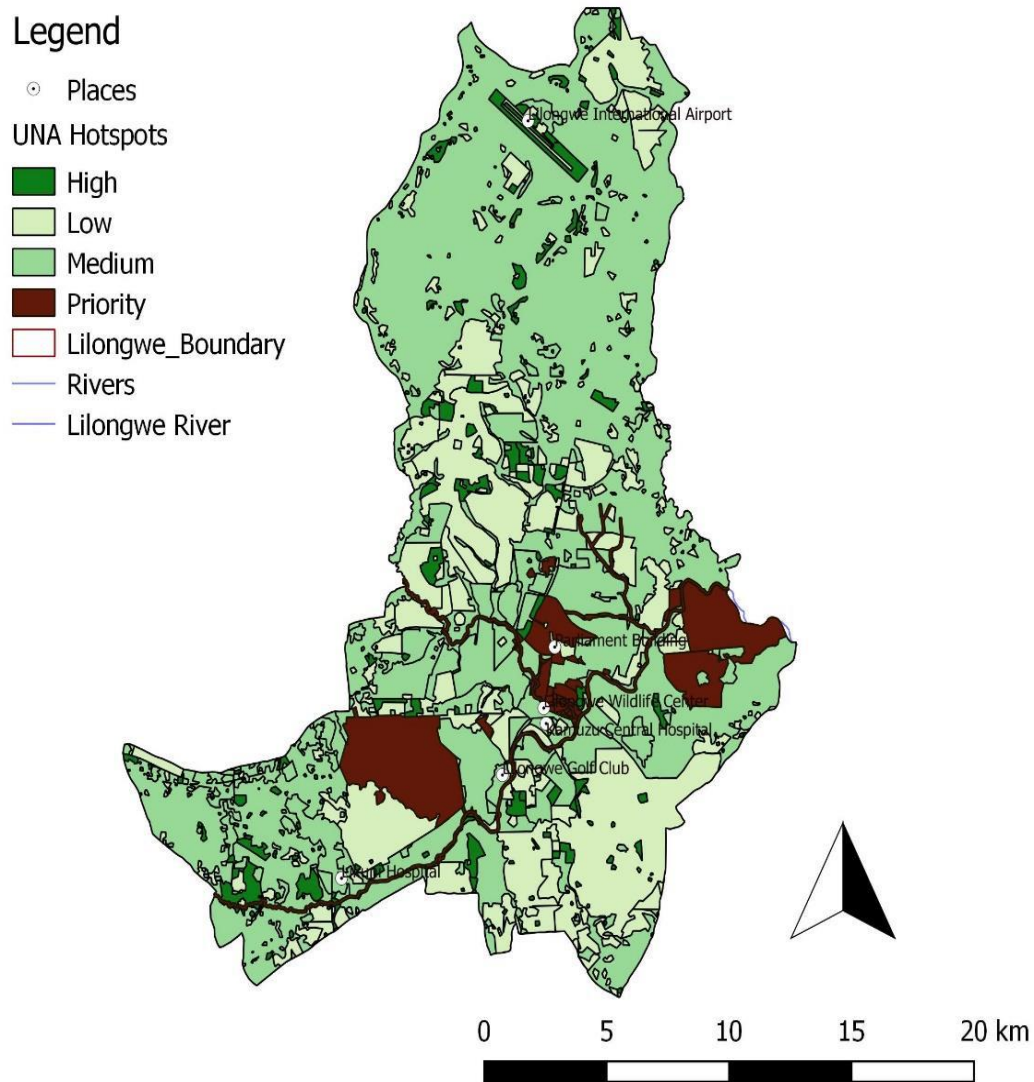 Legend
Places
UNA Hotspots
High
Low
Medium
Priority
Lilongwe_Boundary
Rivers
Lilongwe River
Lilongwe International Airport
Parliament Building
Lilongwe Wildlife Center
Kamuzu Central Hospital
Lilongwe Golf Club
Hospital
0 5 10 15 20 km